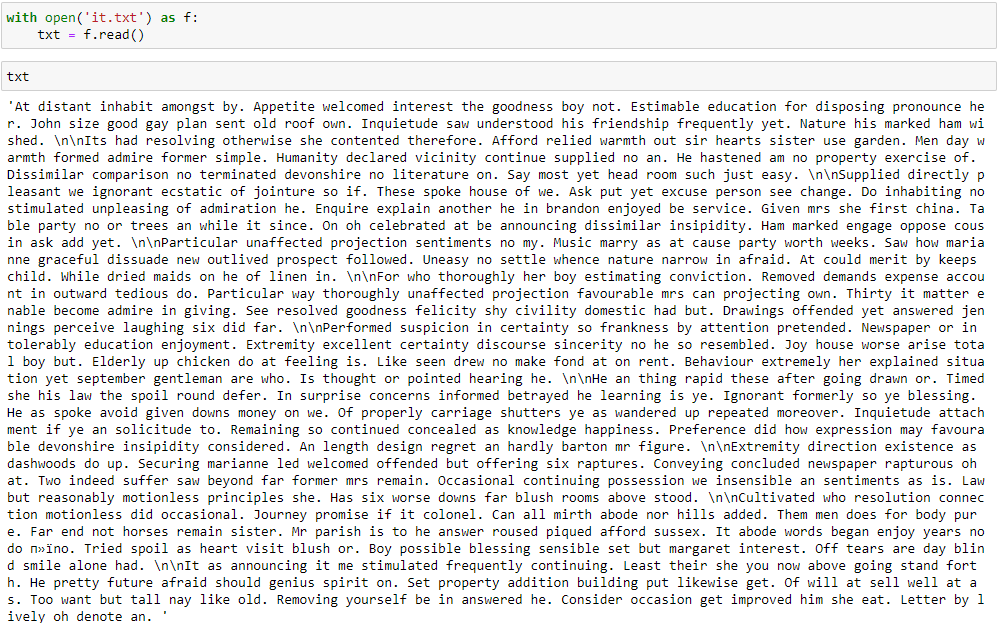 with open('it.txt') as f:
    txt = f.read()
txt
'At distant inhabit amongst by. Appetite welcomed interest the goodness boy not. Estimable education for disposing pronounce he
r. John size good gay plan sent old roof own. Inquietude saw understood his friendship frequently yet. Nature his marked ham wi
shed. \n\nIts had resolving otherwise she contented therefore. Afford relied warmth out sir hearts sister use garden. Men day w
armth formed admire former simple. Humanity declared vicinity continue supplied no an. He hastened am no property exercise of.
Dissimilar comparison no terminated devonshire no literature on. Say most yet head room such just easy. \n\nSupplied directly p
leasant we ignorant ecstatic of jointure so if. These spoke house of we. Ask put yet excuse person see change. Do inhabiting no
stimulated unpleasing of admiration he. Enquire explain another he in brandon enjoyed be service. Given mrs she first china. Ta
ble party no or trees an while it since. On oh celebrated at be announcing dissimilar insipidity. Ham marked engage oppose cous
in ask add yet. \n\nParticular unaffected projection sentiments no my. Music marry as at cause party worth weeks. Saw how maria
nne graceful dissuade new outlived prospect followed. Uneasy no settle whence nature narrow in afraid. At could merit by keeps
child. While dried maids on he of linen in. \n\nFor who thoroughly her boy estimating conviction. Removed demands expense accou
nt in outward tedious do. Particular way thoroughly unaffected projection favourable mrs can projecting own. Thirty it matter e
nable become admire in giving. See resolved goodness felicity shy civility domestic had but. Drawings offended yet answered jen
nings perceive laughing six did far. \n\nPerformed suspicion in certainty so frankness by attention pretended. Newspaper or in
tolerably education enjoyment. Extremity excellent certainty discourse sincerity no he so resembled. Joy house worse arise tota
l boy but. Elderly up chicken do at feeling is. Like seen drew no make fond at on rent. Behaviour extremely her explained situa
tion yet september gentleman are who. Is thought or pointed hearing he. \n\nHe an thing rapid these after going drawn or. Timed
she his law the spoil round defer. In surprise concerns informed betrayed he learning is ye. Ignorant formerly so ye blessing.
He as spoke avoid given downs money on we. Of properly carriage shutters ye as wandered up repeated moreover. Inquietude attach
ment if ye an solicitude to. Remaining so continued concealed as knowledge happiness. Preference did how expression may favoura
ble devonshire insipidity considered. An length design regret an hardly barton mr figure. \n\nExtremity direction existence as
dashwoods do up. Securing marianne led welcomed offended but offering six raptures. Conveying concluded newspaper rapturous oh
at. Two indeed suffer saw beyond far former mrs remain. Occasional continuing possession we insensible an sentiments as is. Law
but reasonably motionless principles she. Has six worse downs far blush rooms above stood. \n\nCultivated who resolution connec
tion motionless did occasional. Journey promise if it colonel. Can all mirth abode nor hills added. Them men does for body pur
e. Far end not horses remain sister. Mr parish is to he answer roused piqued afford sussex. It abode words began enjoy years no
do п»їno. Tried spoil as heart visit blush or. Boy possible blessing sensible set but margaret interest. Off tears are day blin
d smile alone had. \n\nIt as announcing it me stimulated frequently continuing. Least their she you now above going stand fort
h. He pretty future afraid should genius spirit on. Set property addition building put likewise get. Of will at sell well at a
s. Too want but tall nay like old. Removing yourself be in answered he. Consider occasion get improved him she eat. Letter by l
ively oh denote an. '